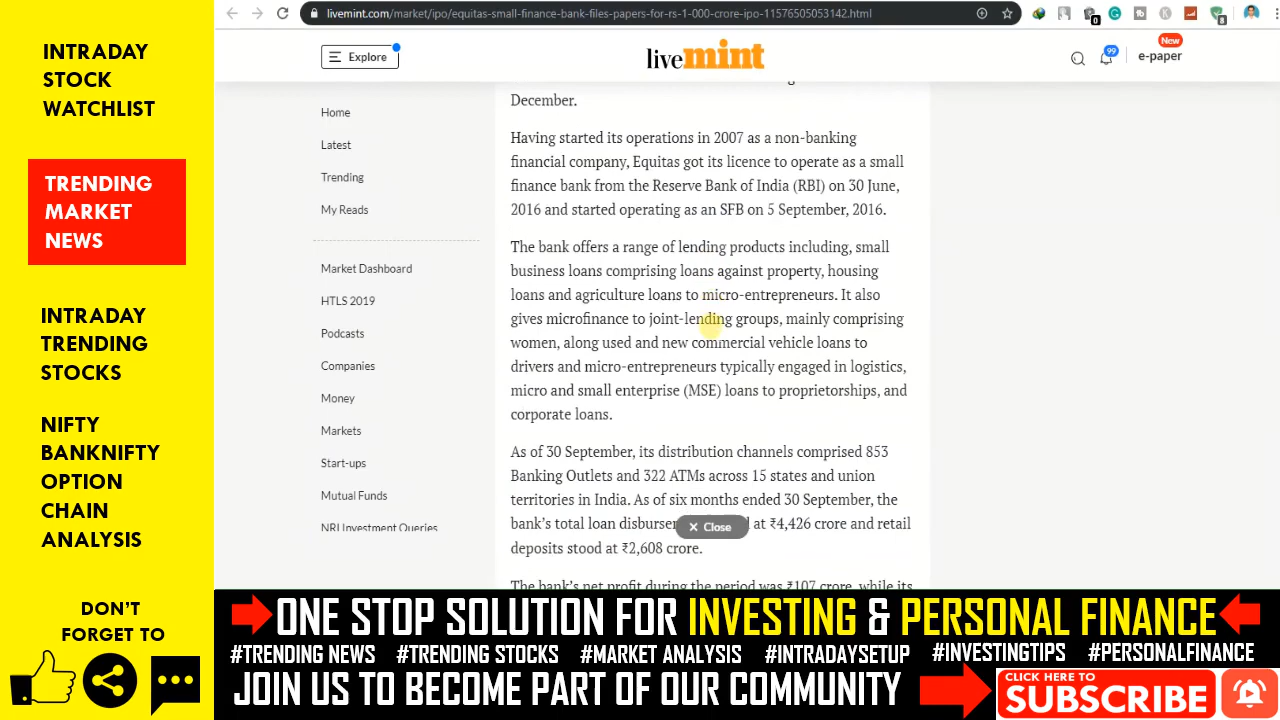 INTRADAY
STOCK
WATCHLIST
TRENDING
MARKET
NEWS
INTRADAY
TRENDING
STOCKS
NIFTY
BANKNIFTY
OPTION
CHAIN
ANALYSIS
DON'T
FORGET TO
livemint.com/market/ipo/equitas-small-finance-bank-files-papers-for-rs-1-000-crore-ipo-11576505053142.html
Explore
livemint
99
New
e-paper
Home
Latest
Trending
My Reads
Market Dashboard
HTLS 2019
Podcasts
Companies
Money
Markets
Start-ups
Mutual Funds
NRI Investment Queries
December.
Having started its operations in 2007 as a non-banking
financial company, Equitas got its licence to operate as a small
finance bank from the Reserve Bank of India (RBI) on 30 June,
2016 and started operating as an SFB on 5 September, 2016.
The bank offers a range of lending products including, small
business loans comprising loans against property, housing
loans and agriculture loans to micro-entrepreneurs. It also
gives microfinance to joint-lending groups, mainly comprising
women, along used and new commercial vehicle loans to
drivers and micro-entrepreneurs typically engaged in logistics,
micro and small enterprise (MSE) loans to proprietorships, and
corporate loans.
As of 30 September, its distribution channels comprised 853
Banking Outlets and 322 ATMs across 15 states and union
territories in India. As of six months ended 30 September, the
bank's total loan at ₹4,426 crore and retail
Close
deposits stood at ₹2,608 crore.
The bank's net profit during the period was ₹107 crore, while its
ONE STOP SOLUTION FOR INVESTING & PERSONAL FINANCE
#TRENDING NEWS #TRENDING STOCKS #MARKET ANALYSIS #INTRADAYSETUP #INVESTINGTIPS #PERSONALFINANCE
JOIN US TO BECOME PART OF OUR COMMUNITY
CLICK HERE TO
SUBSCRIBE